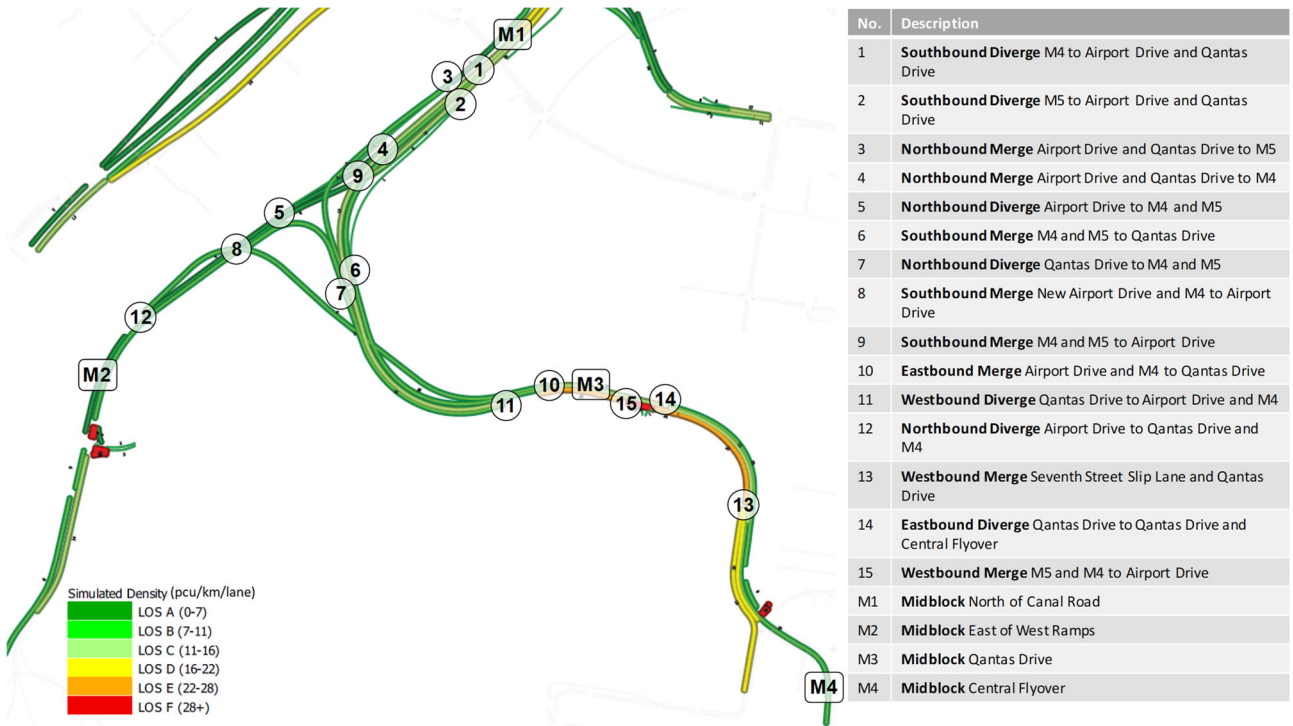 M1
1
3
2
4
9
5
8
6
7
12
M2
10
M3
15
14
11
13
M4
Simulated Density (pcu/km/lane)
LOS A (0-7)
LOS B (7-11)
LOS C (11-16)
LOS D (16-22)
LOS E (22-28)
LOS F (28+)
No. Description
1 Southbound Diverge M4 to Airport Drive and Qantas
Drive
2 Southbound Diverge M5 to Airport Drive and Qantas
Drive
3 Northbound Merge Airport Drive and Qantas Drive to M5
4 Northbound Merge Airport Drive and Qantas Drive to M4
5 Northbound Diverge Airport Drive to M4 and M5
6 Southbound Merge M4 and M5 to Qantas Drive
7 Northbound Diverge Qantas Drive to M4 and M5
8 Southbound Merge New Airport Drive and M4 to Airport
Drive
9 Southbound Merge M4 and M5 to Airport Drive
10 Eastbound Merge Airport Drive and M4 to Qantas Drive
11 Westbound Diverge Qantas Drive to Airport Drive and M4
12 Northbound Diverge Airport Drive to Qantas Drive and
M4
13 Westbound Merge Seventh Street Slip Lane and Qantas
Drive
14 Eastbound Diverge Qantas Drive to Qantas Drive and
Central Flyover
15 Westbound Merge M5 and M4 to Airport Drive
M1 Midblock North of Canal Road
M2 Midblock East of West Ramps
M3 Midblock Qantas Drive
M4 Midblock Central Flyover